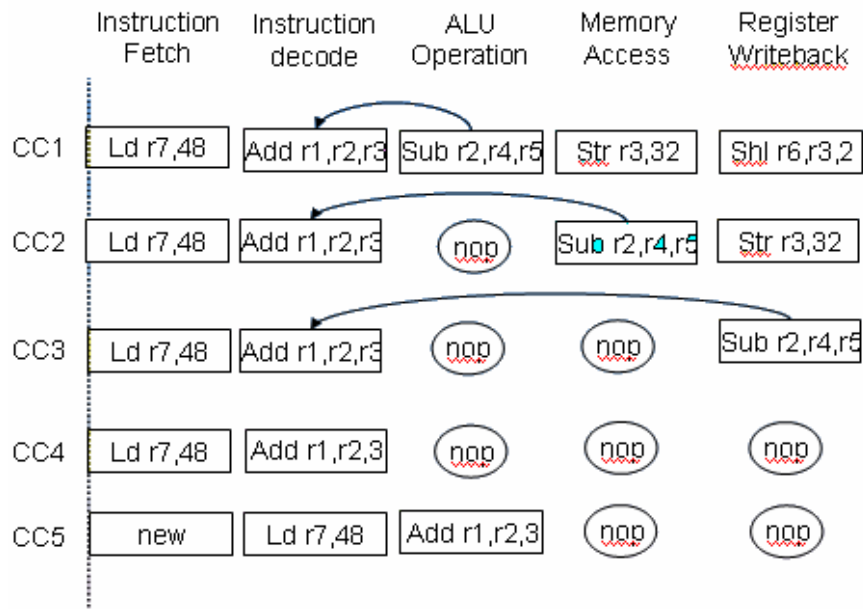 Instruction Fetch
Instruction decode
ALU Operation
Memory Access
Register Writeback
CC1 Ld r7,48 Add r1,r2,r3 Sub r2,r4,r5 Str r3,32 Shl r6,r3,2
CC2 Ld r7,48 Add r1,r2,r3 nop Sub r2,r4,r5 Str r3,32
CC3 Ld r7,48 Add r1,r2,r3 nop nop Sub r2,r4,r5
CC4 Ld r7,48 Add r1,r2,3 nop nop nop
CC5 new Ld r7,48 Add r1,r2,3 nop nop